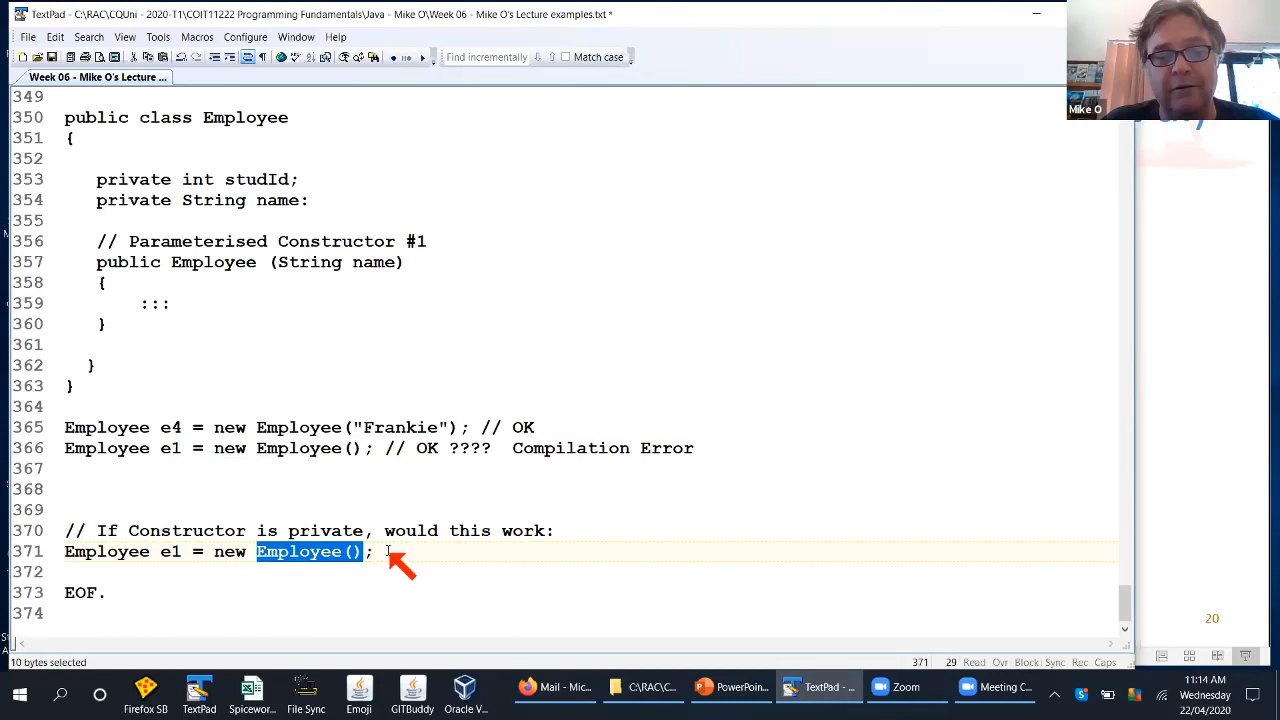 TextPad - C:\RAC\CQUni - 2020-T1\COIT11222 Programming Fundamentals\Java - Mike O\Week 06 - Mike O's Lecture examples.txt *
File Edit Search View Tools Macros Configure Window Help
Find incrementally Match case
Week 06 - Mike O's Lecture ...
Mike O
349
350 public class Employee
351 {
352
353 private int studId;
354 private String name:
355
356 // Parameterised Constructor #1
357 public Employee (String name)
358 {
359 :::
360 }
361
362 }
363 }
364
365 Employee e4 = new Employee("Frankie"); // OK
366 Employee e1 = new Employee(); // OK ???? Compilation Error
367
368
369
370 // If Constructor is private, would this work:
371 Employee e1 = new Employee();
372
373 EOF.
374
20
10 bytes selected 371 29 Read Ovr Block Sync Rec Caps
Firefox SB TextPad Spicewor... File Sync Emoji GITBuddy Oracle V... Mail - Mic... C:\RAC\C... PowerPoin... TextPad - ... Zoom Meeting C...
11:14 AM
Wednesday
22/04/2020